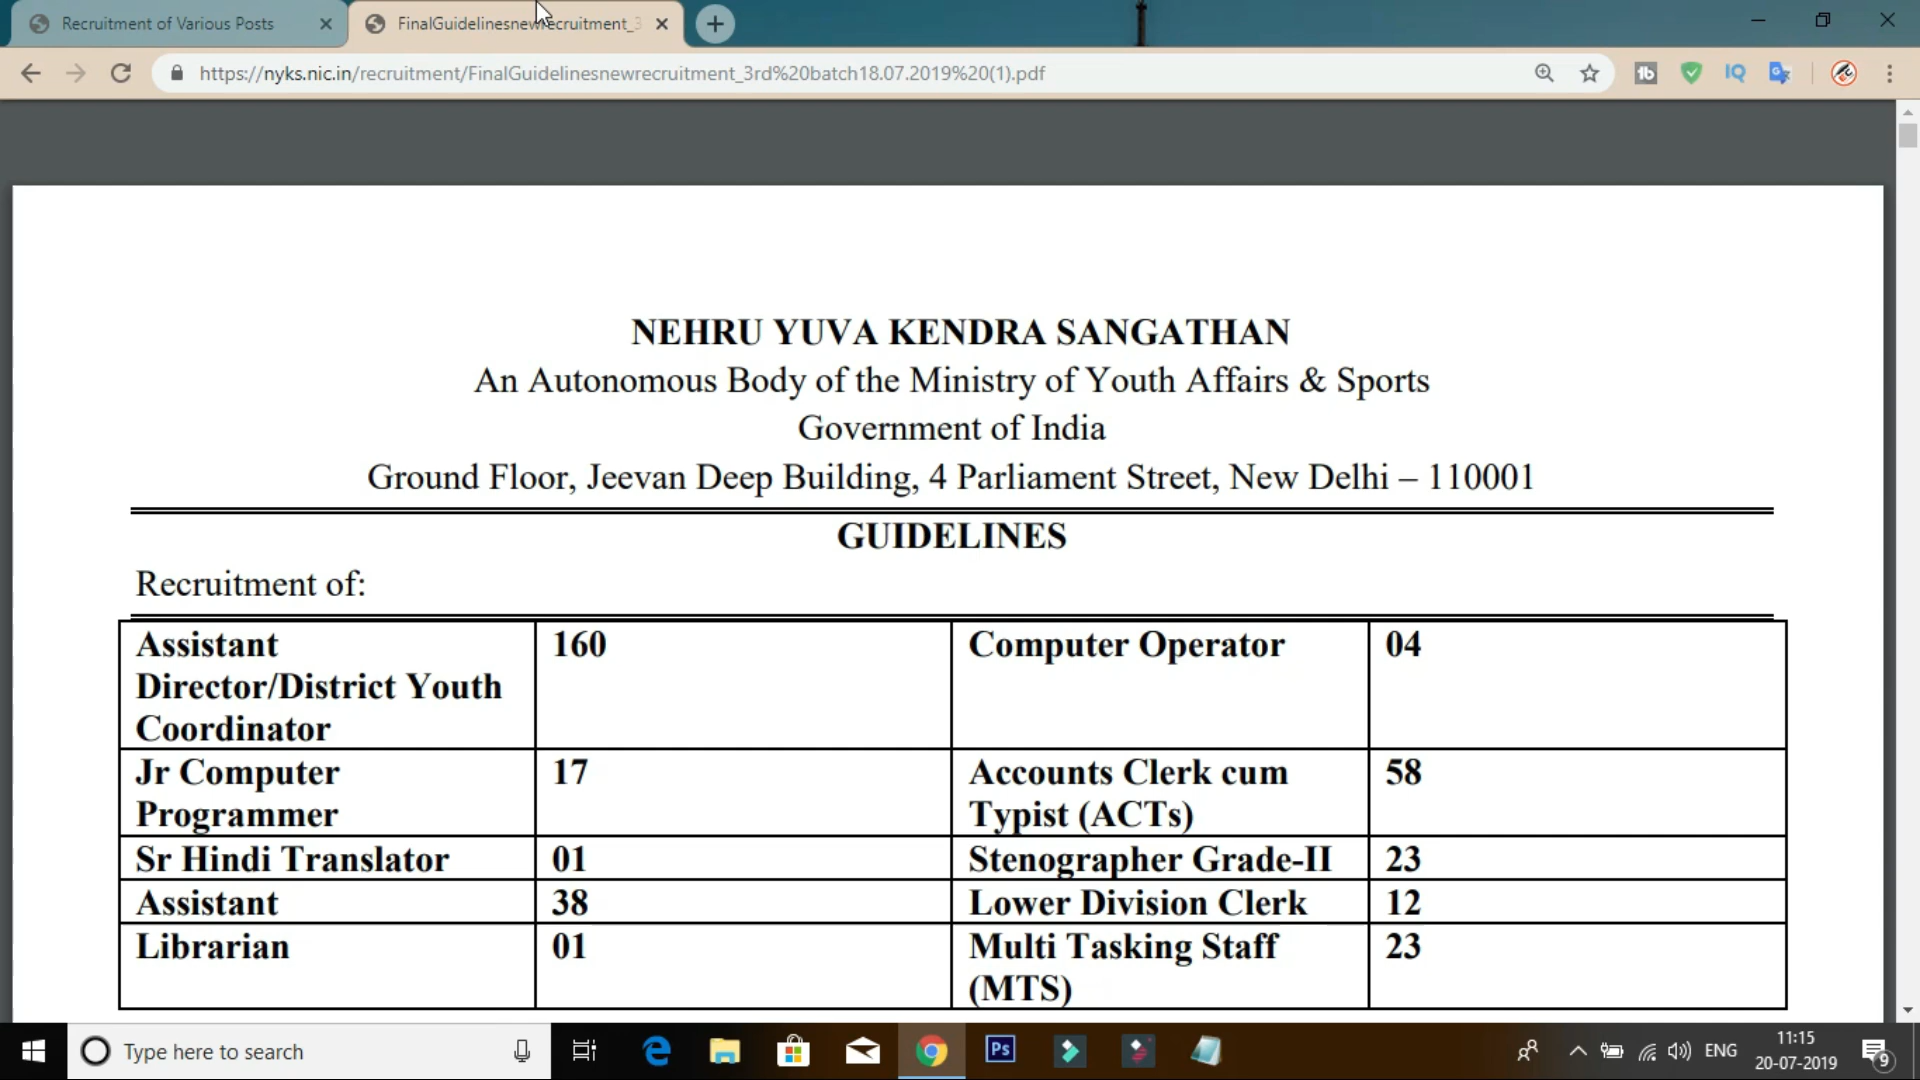 Recruitment of Various Posts
FinalGuidelinesnewrecruitment_3
https://nyks.nic.in/recruitment/FinalGuidelinesnewrecruitment_3rd%20batch18.07.2019%20(1).pdf
NEHRU YUVA KENDRA SANGATHAN
An Autonomous Body of the Ministry of Youth Affairs & Sports
Government of India
Ground Floor, Jeevan Deep Building, 4 Parliament Street, New Delhi – 110001
GUIDELINES
Recruitment of:
Assistant Director/District Youth Coordinator 160 Computer Operator 04
Jr Computer Programmer 17 Accounts Clerk cum Typist (ACTs) 58
Sr Hindi Translator 01 Stenographer Grade-II 23
Assistant 38 Lower Division Clerk 12
Librarian 01 Multi Tasking Staff (MTS) 23
Type here to search
Ps
ENG
11:15
20-07-2019
9